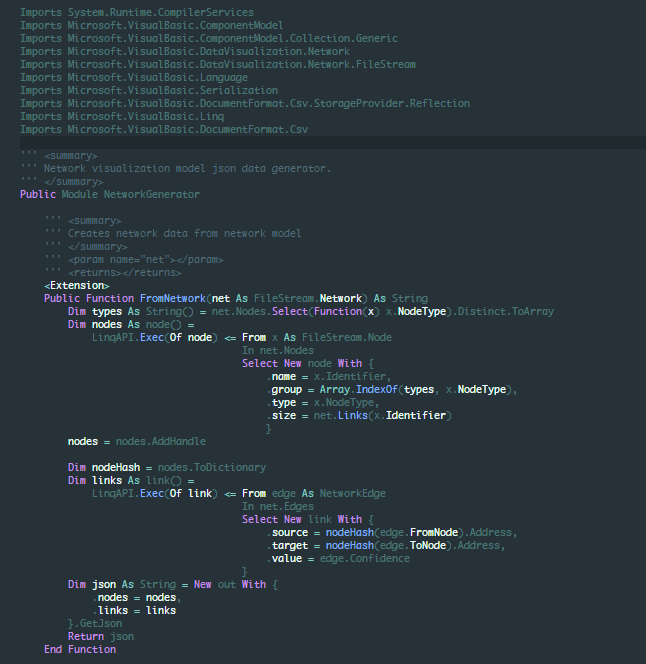 Imports System.Runtime.CompilerServices
Imports Microsoft.VisualBasic.ComponentModel
Imports Microsoft.VisualBasic.ComponentModel.Collection.Generic
Imports Microsoft.VisualBasic.DataVisualization.Network
Imports Microsoft.VisualBasic.DataVisualization.Network.FileStream
Imports Microsoft.VisualBasic.Language
Imports Microsoft.VisualBasic.Serialization
Imports Microsoft.VisualBasic.DocumentFormat.Csv.StorageProvider.Reflection
Imports Microsoft.VisualBasic.Linq
Imports Microsoft.VisualBasic.DocumentFormat.Csv
''' <summary>
''' Network visualization model json data generator.
''' </summary>
Public Module NetworkGenerator
''' <summary>
''' Creates network data from network model
''' </summary>
''' <param name="net"></param>
''' <returns></returns>
<Extension>
Public Function FromNetwork(net As FileStream.Network) As String
Dim types As String() = net.Nodes.Select(Function(x) x.NodeType).Distinct.ToArray
Dim nodes As node() =
LinqAPI.Exec(Of node) <= From x As FileStream.Node
In net.Nodes
Select New node With {
.name = x.Identifier,
.group = Array.IndexOf(types, x.NodeType),
.type = x.NodeType,
.size = net.Links(x.Identifier)
}
nodes = nodes.AddHandle
Dim nodeHash = nodes.ToDictionary
Dim links As link() =
LinqAPI.Exec(Of link) <= From edge As NetworkEdge
In net.Edges
Select New link With {
.source = nodeHash(edge.FromNode).Address,
.target = nodeHash(edge.ToNode).Address,
.value = edge.Confidence
}
Dim json As String = New out With {
.nodes = nodes,
.links = links
}.GetJson
Return json
End Function